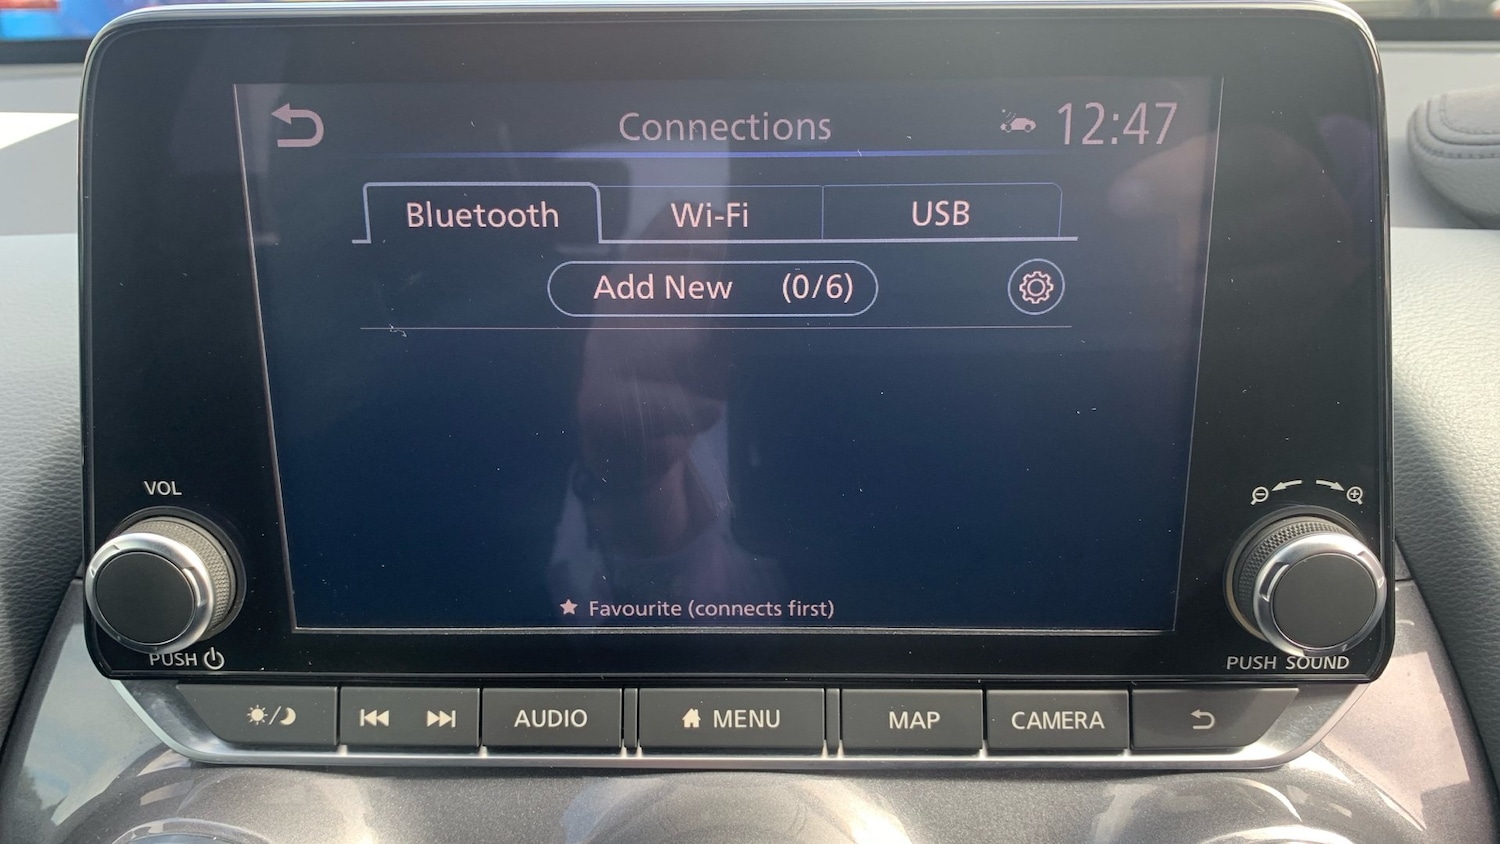 Connections 12:47
Bluetooth Wi-Fi USB
Add New (0/6)
★ Favourite (connects first)
VOL
PUSH
PUSH SOUND
AUDIO MENU MAP CAMERA